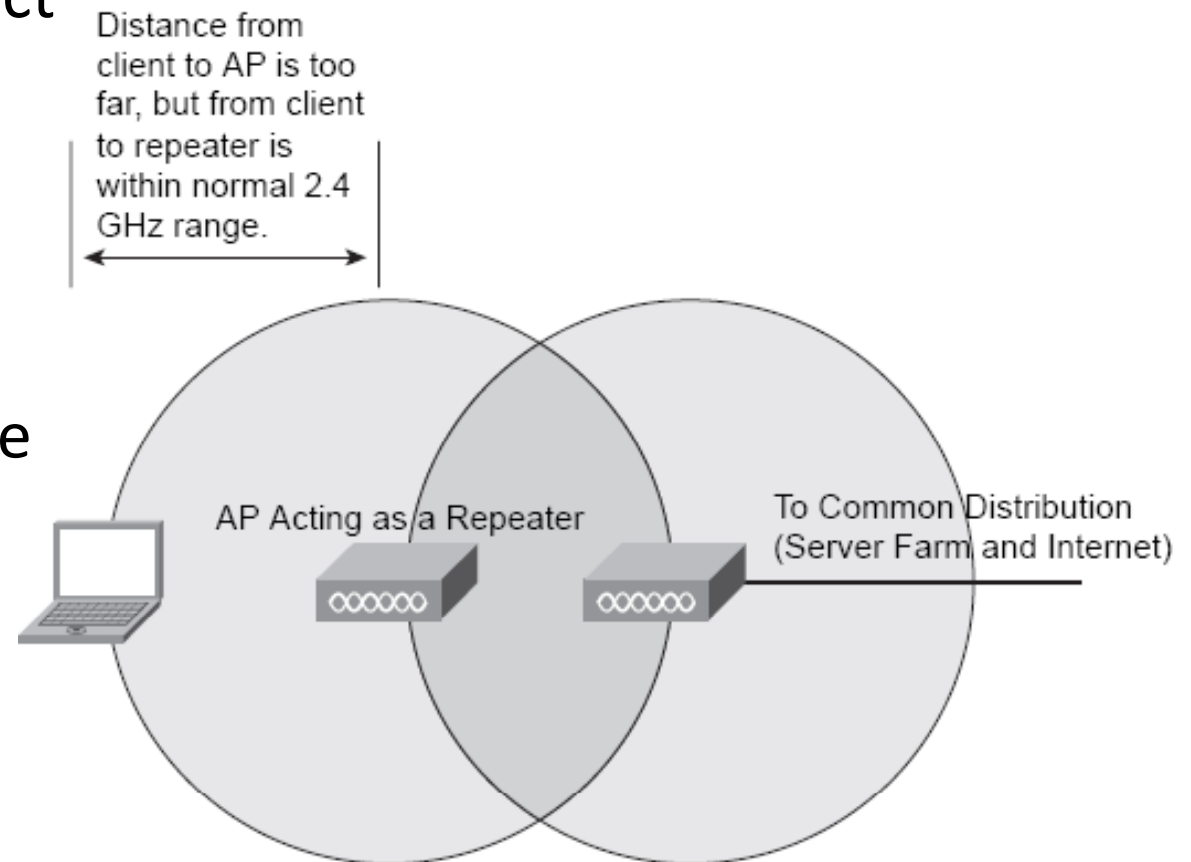 ct
Distance from
client to AP is too
far, but from client
to repeater is
within normal 2.4
GHz range.
e
AP Acting as a Repeater
To Common Distribution
(Server Farm and Internet)